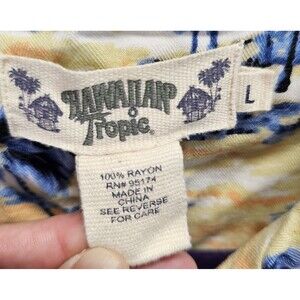 HAWAIIAN
Tropic
L
100% RAYON
RN# 95174
MADE IN
CHINA
SEE REVERSE
FOR CARE